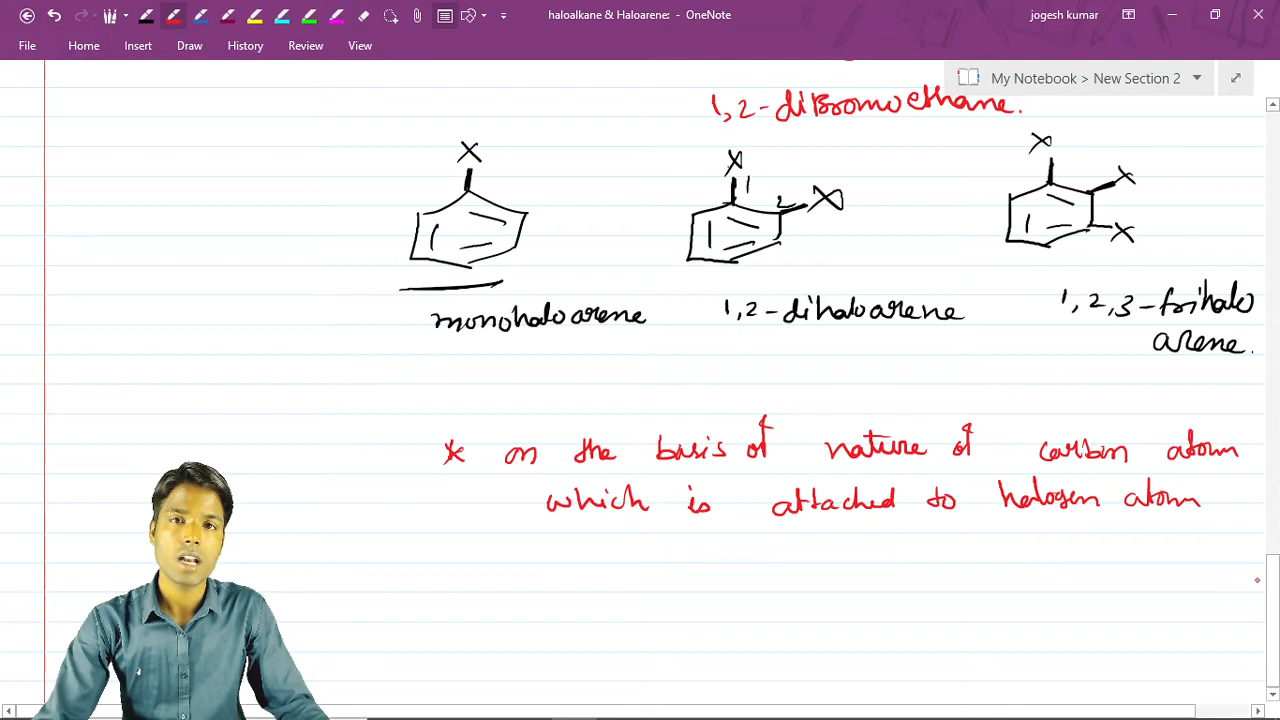 haloalkane & Haloarene: - OneNote
jogesh kumar
File Home Insert Draw History Review View
My Notebook > New Section 2
1,2-diBromoethane.
X
X
1
2
X
X
X
X
monohaloarene
1,2-dihaloarene
1,2,3-trihalo
arene.
* on the basis of nature of carbon atom
which is attached to halogen atom